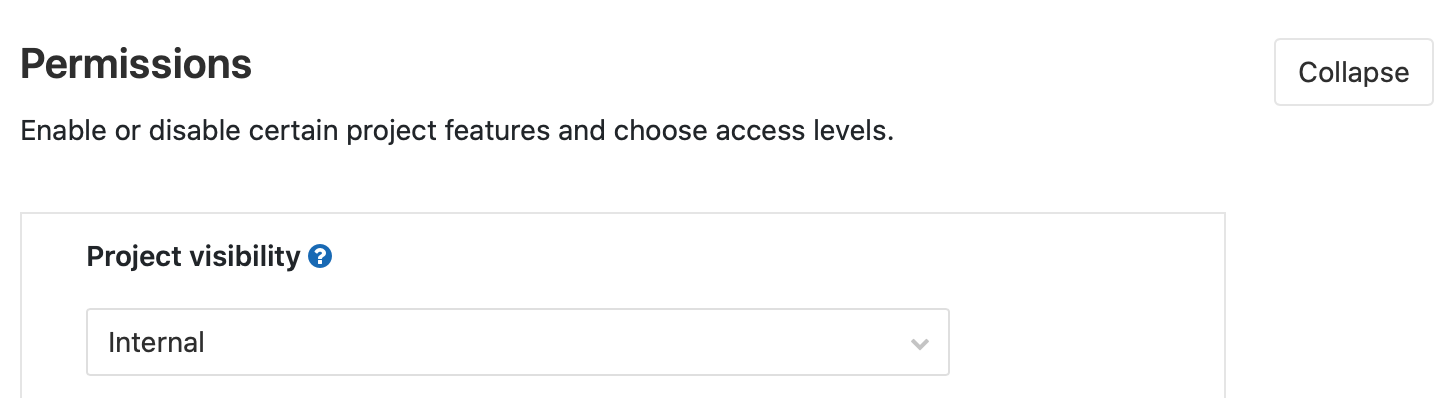 Permissions
Collapse
Enable or disable certain project features and choose access levels.
Project visibility ?
Internal